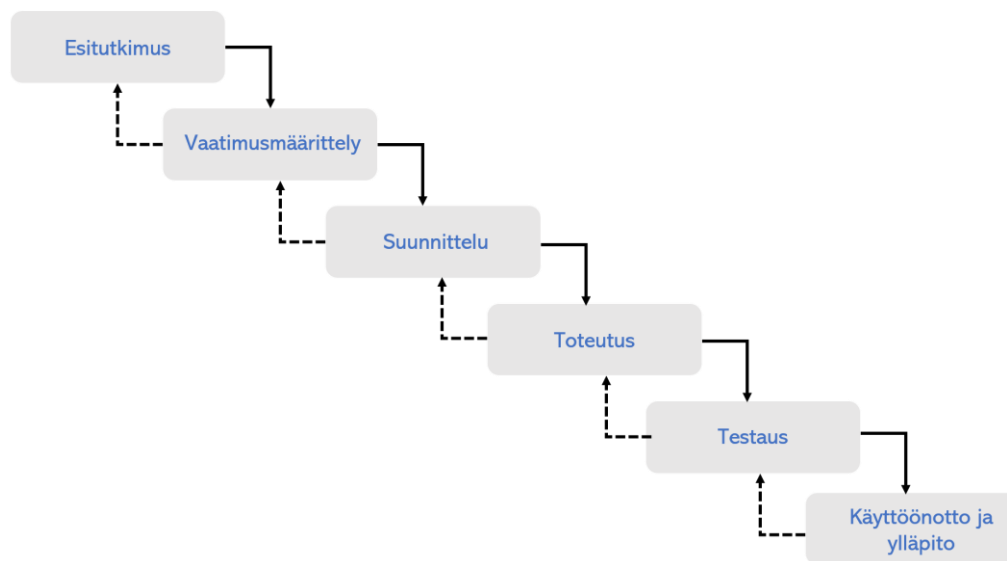 Esitutkimus
Vaatimusmäärittely
Suunnittelu
Toteutus
Testaus
Käyttöönotto ja
ylläpito